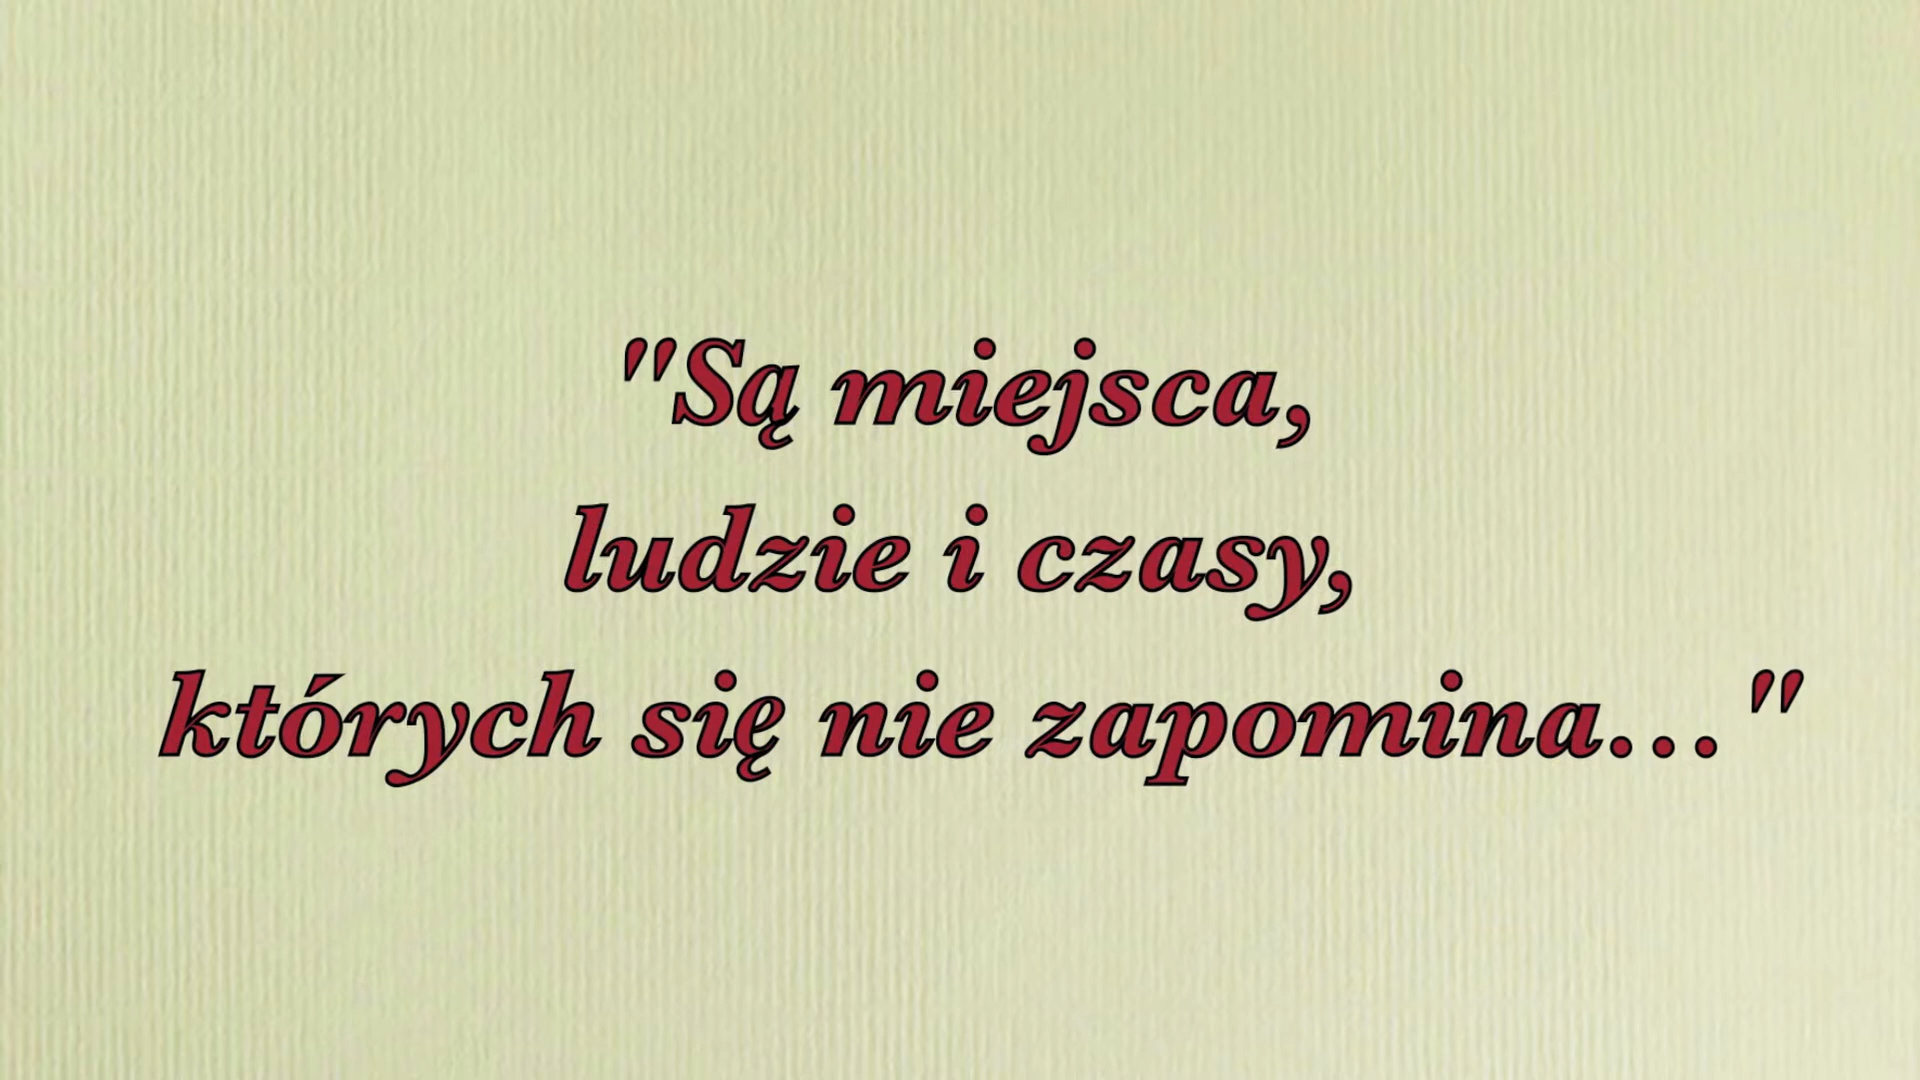 "Są miejsca,
ludzie i czasy,
których się nie zapomina..."